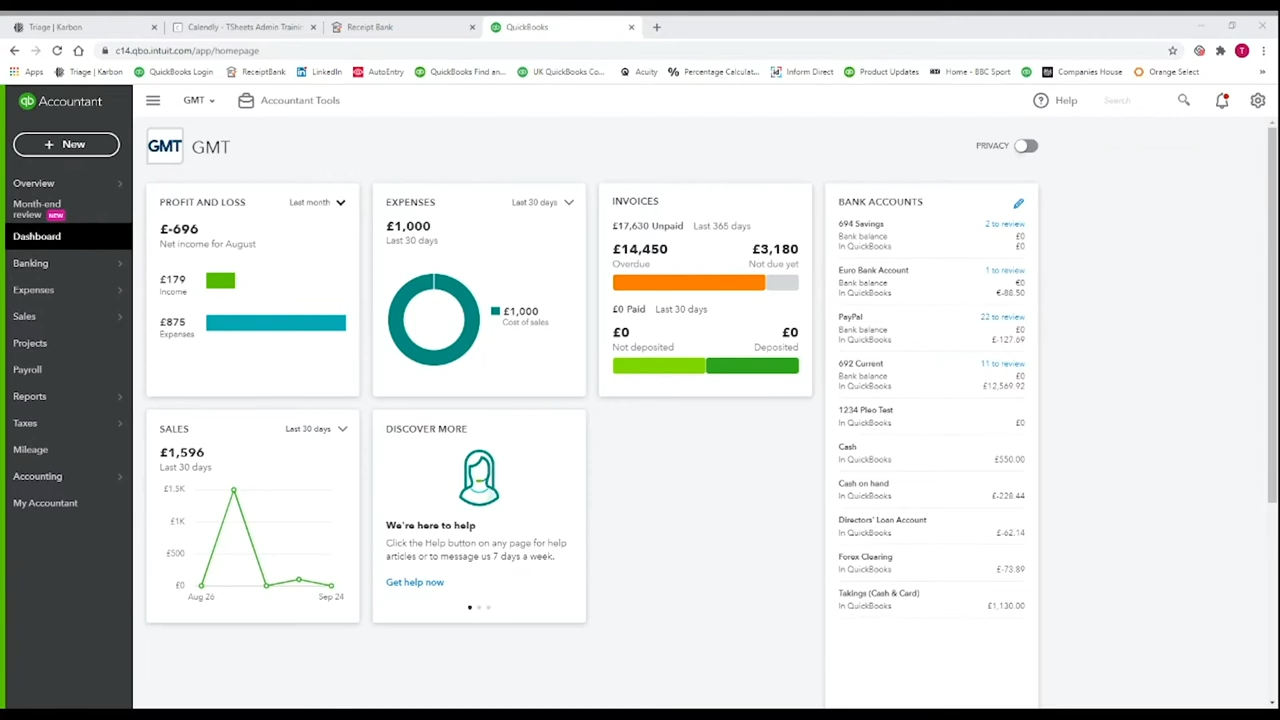 Triage | Karbon
Calendly - TSheets Admin Traini
Receipt Bank
QuickBooks
c14.qbo.intuit.com/app/homepage
T
Apps
Triage | Karbon
QuickBooks Login
ReceiptBank
LinkedIn
AutoEntry
QuickBooks Find an...
UK QuickBooks Co...
Acuity
Percentage Calculat...
Inform Direct
Product Updates
Home - BBC Sport
Companies House
Orange Select
qb Accountant
GMT
Accountant Tools
Help
Search
+ New
Overview
Month-end
review NEW
Dashboard
Banking
Expenses
Sales
Projects
Payroll
Reports
Taxes
Mileage
Accounting
My Accountant
GMT GMT
PRIVACY
PROFIT AND LOSS
Last month
£-696
Net income for August
£179
Income
£875
Expenses
EXPENSES
Last 30 days
£1,000
Last 30 days
£1,000
Cost of sales
INVOICES
£17,630 Unpaid Last 365 days
£14,450 £3,180
Overdue Not due yet
£0 Paid Last 30 days
£0 £0
Not deposited Deposited
BANK ACCOUNTS
694 Savings 2 to review
Bank balance £0
In QuickBooks £0
Euro Bank Account 1 to review
Bank balance €0
In QuickBooks €-88.50
PayPal 22 to review
Bank balance £0
In QuickBooks £-127.69
692 Current 11 to review
Bank balance £0
In QuickBooks £12,569.92
1234 Pleo Test
In QuickBooks £0
Cash
In QuickBooks £550.00
Cash on hand
In QuickBooks £-228.44
Directors' Loan Account
In QuickBooks £-62.14
Forex Clearing
In QuickBooks £-73.89
Takings (Cash & Card)
In QuickBooks £1,130.00
SALES
Last 30 days
£1,596
Last 30 days
£1.5K
£1K
£500
£0
Aug 26 Sep 24
DISCOVER MORE
We're here to help
Click the Help button on any page for help
articles or to message us 7 days a week.
Get help now